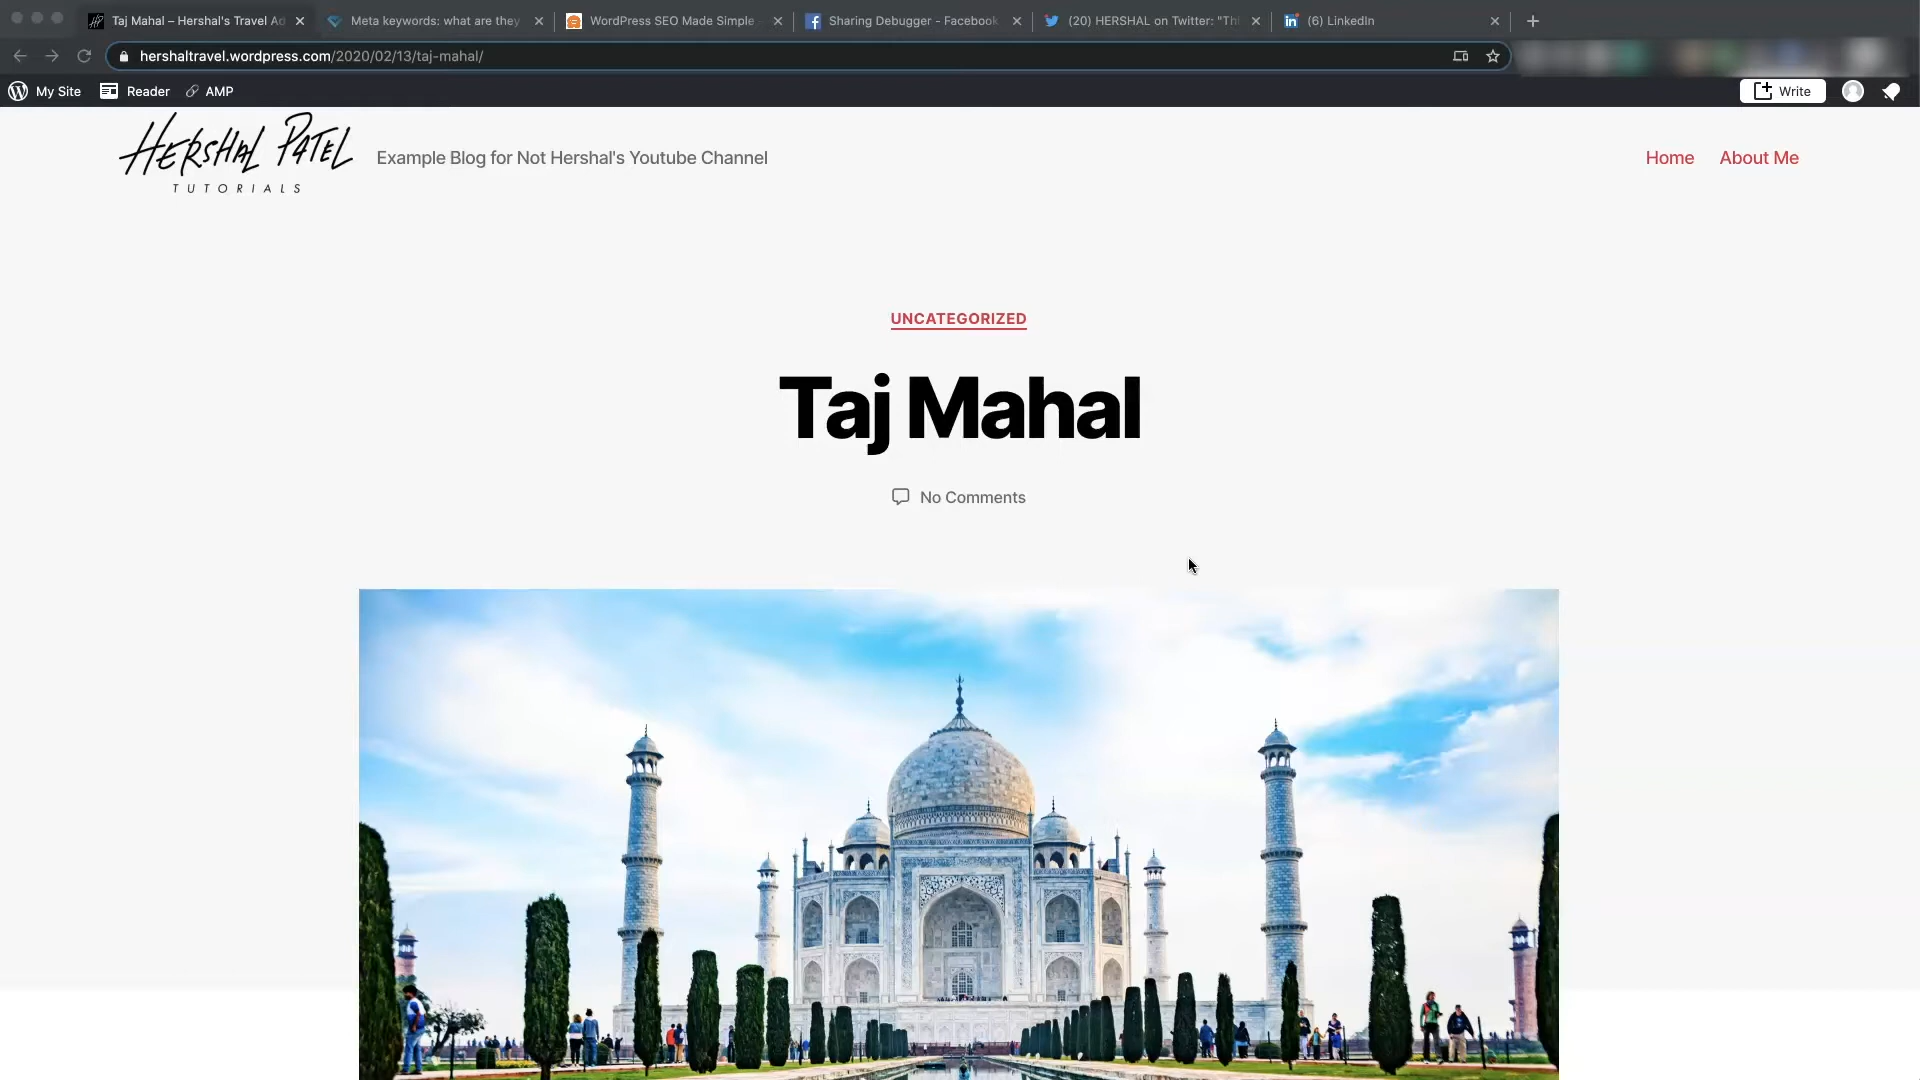 Taj Mahal – Hershal's Travel Ad
Meta keywords: what are they
WordPress SEO Made Simple
Sharing Debugger - Facebook
(20) HERSHAL on Twitter: "Th
(6) LinkedIn
hershaltravel.wordpress.com/2020/02/13/taj-mahal/
My Site
Reader
AMP
Write
HERSHAL PATEL
TUTORIALS
Example Blog for Not Hershal's Youtube Channel
Home
About Me
UNCATEGORIZED
Taj Mahal
No Comments